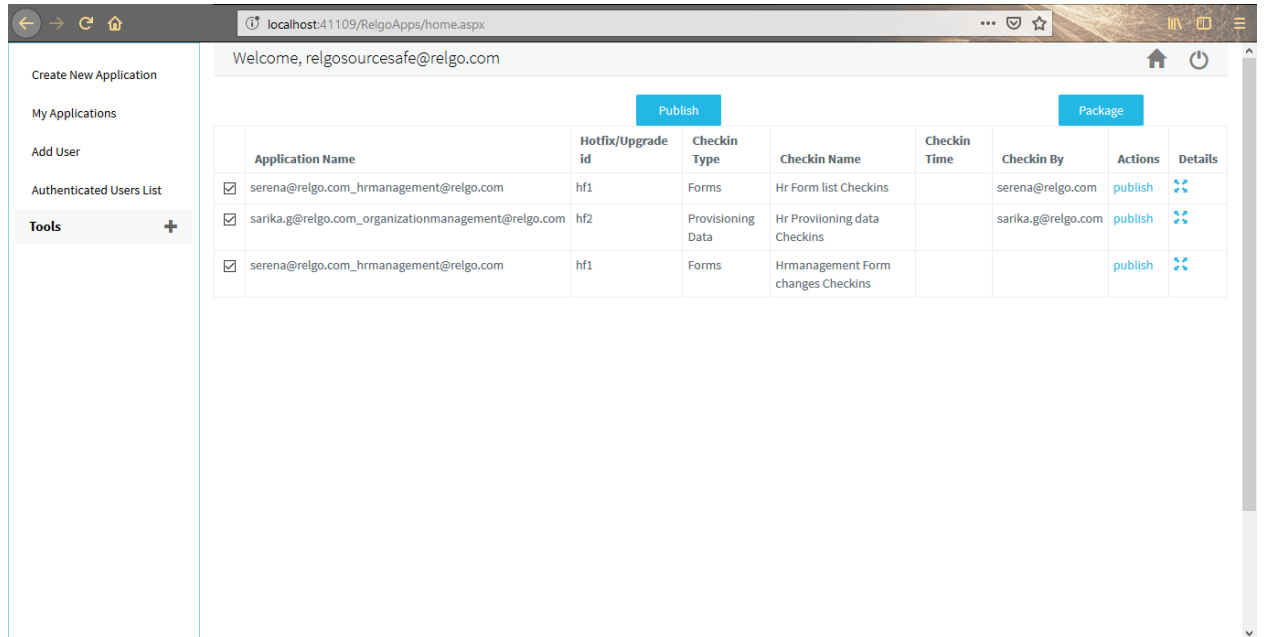 localhost:41109/RelgoApps/home.aspx
Welcome, relgosourcesafe@relgo.com
Create New Application
My Applications
Add User
Authenticated Users List
Tools
Publish
Package
Application Name
Hotfix/Upgrade
id
Checkin
Type
Checkin Name
Checkin
Time
Checkin By
Actions
Details
serena@relgo.com_hrmanagement@relgo.com hf1 Forms Hr Form list Checkins serena@relgo.com publish
sarika.g@relgo.com_organizationmanagement@relgo.com hf2 Provisioning Hr Proviioning data sarika.g@relgo.com publish
Data Checkins
serena@relgo.com_hrmanagement@relgo.com hf1 Forms Hrmanagement Form publish
changes Checkins